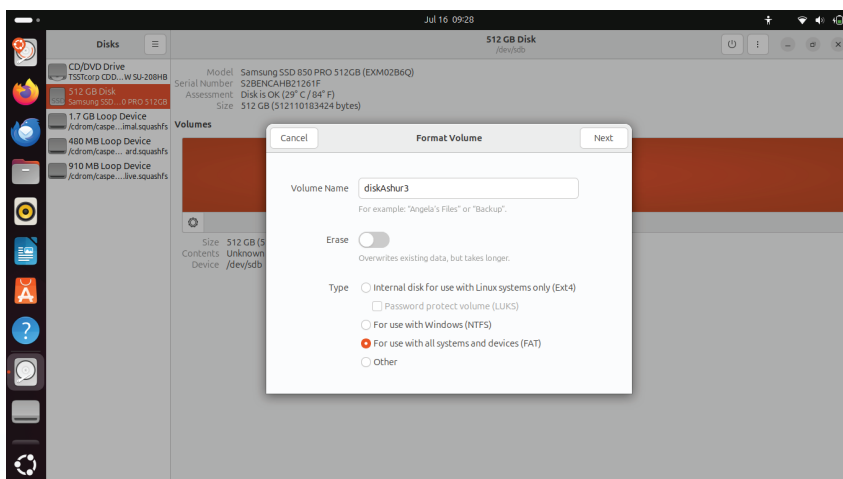 Jul 16 09:28
Disks
512 GB Disk
/dev/sdb
CD/DVD Drive
TSSTcorp CDD...W SU-208HB
512 GB Disk
Samsung SSD...0 PRO 512GB
1.7 GB Loop Device
/cdrom/caspe...imal.squashfs
480 MB Loop Device
/cdrom/caspe... ard.squashfs
910 MB Loop Device
/cdrom/caspe....live.squashfs
Model Samsung SSD 850 PRO 512GB (EXM02B6Q)
Serial Number S2BENCAHB21261F
Assessment Disk is OK (29° C / 84° F)
Size 512 GB (512110183424 bytes)
Volumes
Size 512 GB (5
Contents Unknown
Device /dev/sdb
Cancel
Format Volume
Next
Volume Name diskAshur3
For example: "Angela's Files" or "Backup".
Erase
Overwrites existing data, but takes longer.
Type Internal disk for use with Linux systems only (Ext4)
Password protect volume (LUKS)
For use with Windows (NTFS)
For use with all systems and devices (FAT)
Other